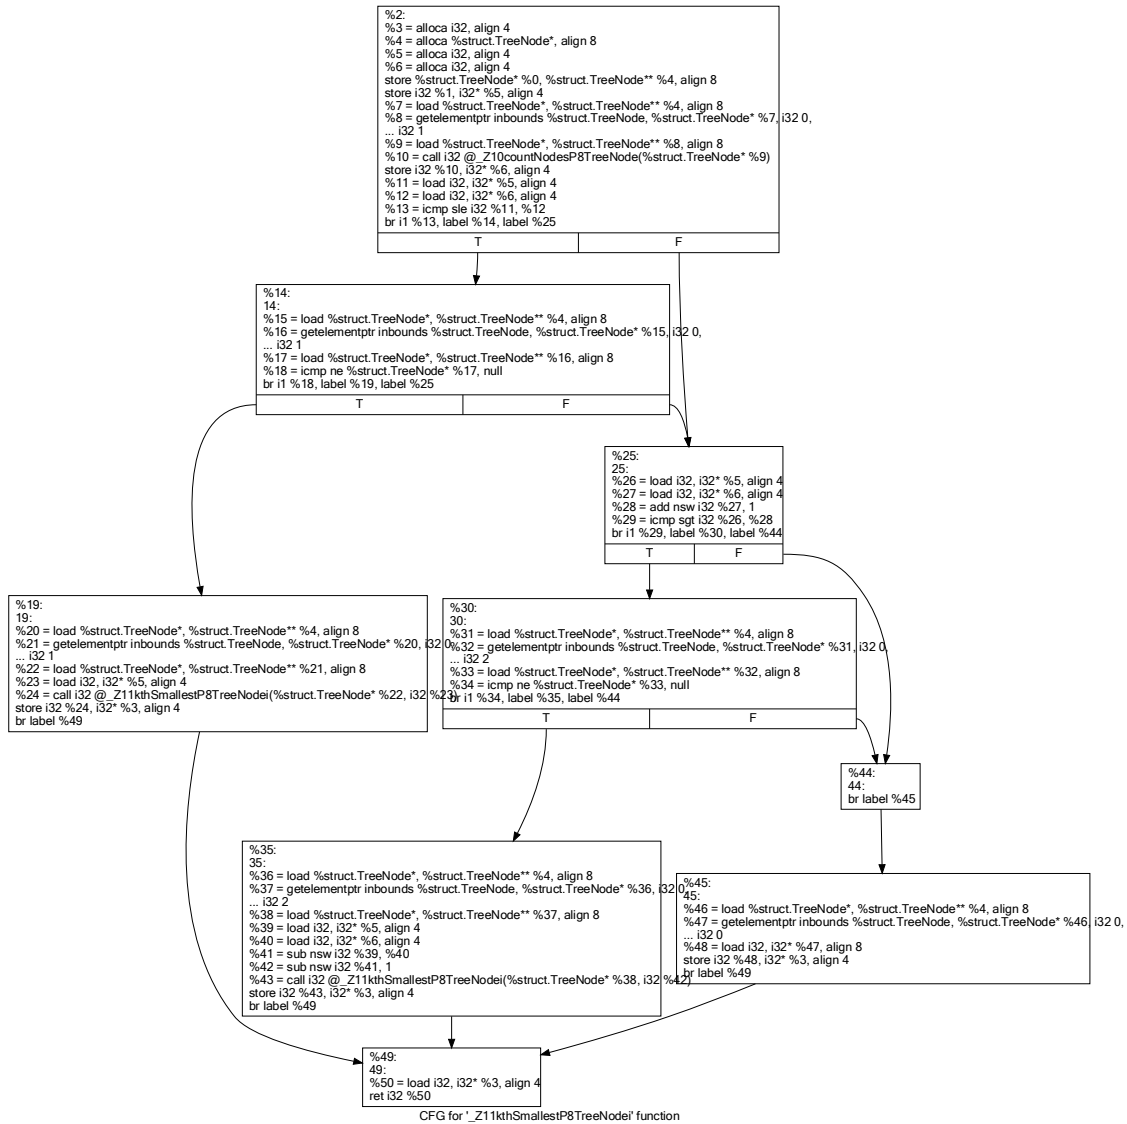 %2:
%3 = alloca i32, align 4
%4 = alloca %struct.TreeNode*, align 8
%5 = alloca i32, align 4
%6 = alloca i32, align 4
store %struct.TreeNode* %0, %struct.TreeNode** %4, align 8
store i32 %1, i32* %5, align 4
%7 = load %struct.TreeNode*, %struct.TreeNode** %4, align 8
%8 = getelementptr inbounds %struct.TreeNode, %struct.TreeNode* %7, i32 0,
... i32 1
%9 = load %struct.TreeNode*, %struct.TreeNode** %8, align 8
%10 = call i32 @_Z10countNodesP8TreeNode(%struct.TreeNode* %9)
store i32 %10, i32* %6, align 4
%11 = load i32, i32* %5, align 4
%12 = load i32, i32* %6, align 4
%13 = icmp sle i32 %11, %12
br i1 %13, label %14, label %25
T F
%14:
14:
%15 = load %struct.TreeNode*, %struct.TreeNode** %4, align 8
%16 = getelementptr inbounds %struct.TreeNode, %struct.TreeNode* %15, i32 0,
... i32 1
%17 = load %struct.TreeNode*, %struct.TreeNode** %16, align 8
%18 = icmp ne %struct.TreeNode* %17, null
br i1 %18, label %19, label %25
T F
%25:
25:
%26 = load i32, i32* %5, align 4
%27 = load i32, i32* %6, align 4
%28 = add nsw i32 %27, 1
%29 = icmp sgt i32 %26, %28
br i1 %29, label %30, label %44
T F
%19:
19:
%20 = load %struct.TreeNode*, %struct.TreeNode** %4, align 8
%21 = getelementptr inbounds %struct.TreeNode, %struct.TreeNode* %20, i32 0,
... i32 1
%22 = load %struct.TreeNode*, %struct.TreeNode** %21, align 8
%23 = load i32, i32* %5, align 4
%24 = call i32 @_Z11kthSmallestP8TreeNodei(%struct.TreeNode* %22, i32 %23)
store i32 %24, i32* %3, align 4
br label %49
%30:
30:
%31 = load %struct.TreeNode*, %struct.TreeNode** %4, align 8
%32 = getelementptr inbounds %struct.TreeNode, %struct.TreeNode* %31, i32 0,
... i32 2
%33 = load %struct.TreeNode*, %struct.TreeNode** %32, align 8
%34 = icmp ne %struct.TreeNode* %33, null
br i1 %34, label %35, label %44
T F
%44:
44:
br label %45
%35:
35:
%36 = load %struct.TreeNode*, %struct.TreeNode** %4, align 8
%37 = getelementptr inbounds %struct.TreeNode, %struct.TreeNode* %36, i32 0,
... i32 2
%38 = load %struct.TreeNode*, %struct.TreeNode** %37, align 8
%39 = load i32, i32* %5, align 4
%40 = load i32, i32* %6, align 4
%41 = sub nsw i32 %39, %40
%42 = sub nsw i32 %41, 1
%43 = call i32 @_Z11kthSmallestP8TreeNodei(%struct.TreeNode* %38, i32 %42)
store i32 %43, i32* %3, align 4
br label %49
%45:
45:
%46 = load %struct.TreeNode*, %struct.TreeNode** %4, align 8
%47 = getelementptr inbounds %struct.TreeNode, %struct.TreeNode* %46, i32 0,
... i32 0
%48 = load i32, i32* %47, align 8
store i32 %48, i32* %3, align 4
br label %49
%49:
49:
%50 = load i32, i32* %3, align 4
ret i32 %50
CFG for '_Z11kthSmallestP8TreeNodei' function